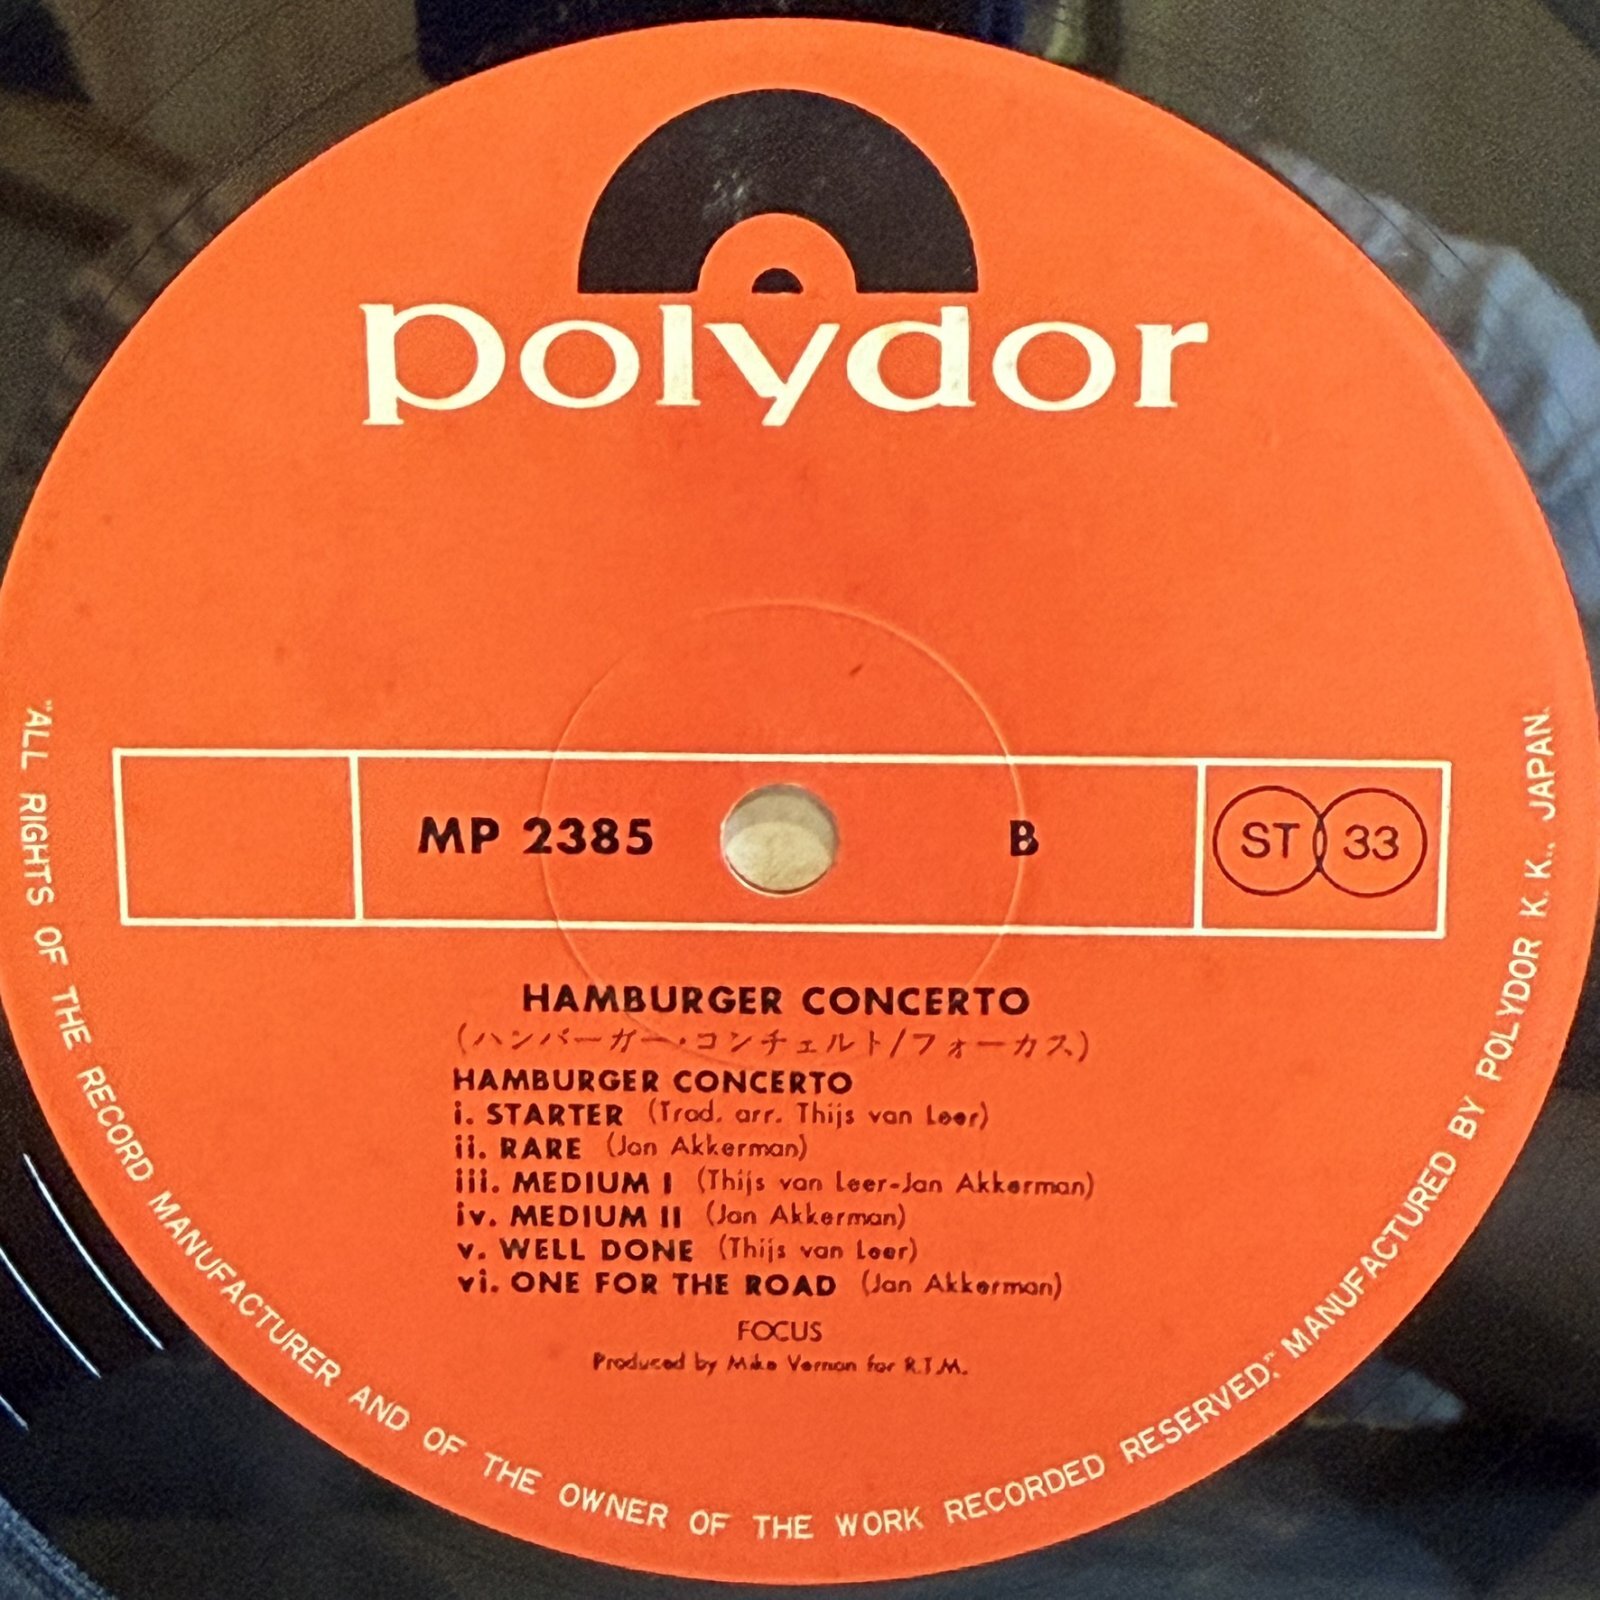 polydor
MP 2385
B
ST 33
HAMBURGER CONCERTO
(ハンバーガー・コンチェルト/フォーカス)
HAMBURGER CONCERTO
i. STARTER (Trad. arr. Thijs van Leer)
ii. RARE (Jan Akkerman)
iii. MEDIUM I (Thijs van Leer-Jan Akkerman)
iv. MEDIUM II (Jan Akkerman)
v. WELL DONE (Thijs van Leer)
vi. ONE FOR THE ROAD (Jan Akkerman)
FOCUS
Produced by Mike Vernon for R.T.M.
"ALL RIGHTS OF THE RECORD MANUFACTURER AND OF THE OWNER OF THE WORK RECORDED RESERVED." MANUFACTURED BY POLYDOR K.K., JAPAN.